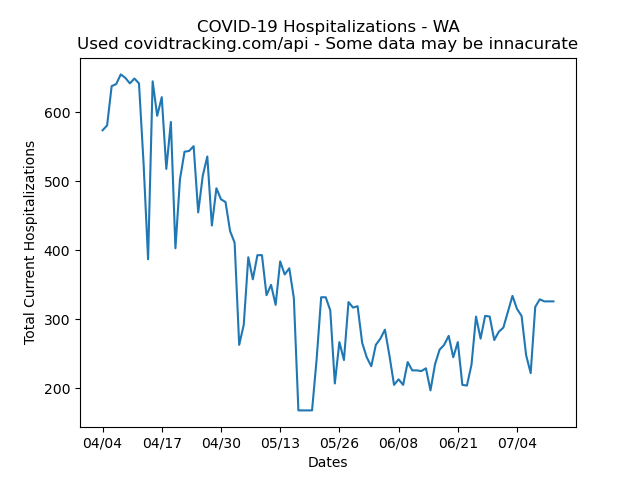 COVID-19 Hospitalizations - WA
Used covidtracking.com/api - Some data may be innacurate
Total Current Hospitalizations
600
500
400
300
200
04/04 04/17 04/30 05/13 05/26 06/08 06/21 07/04
Dates